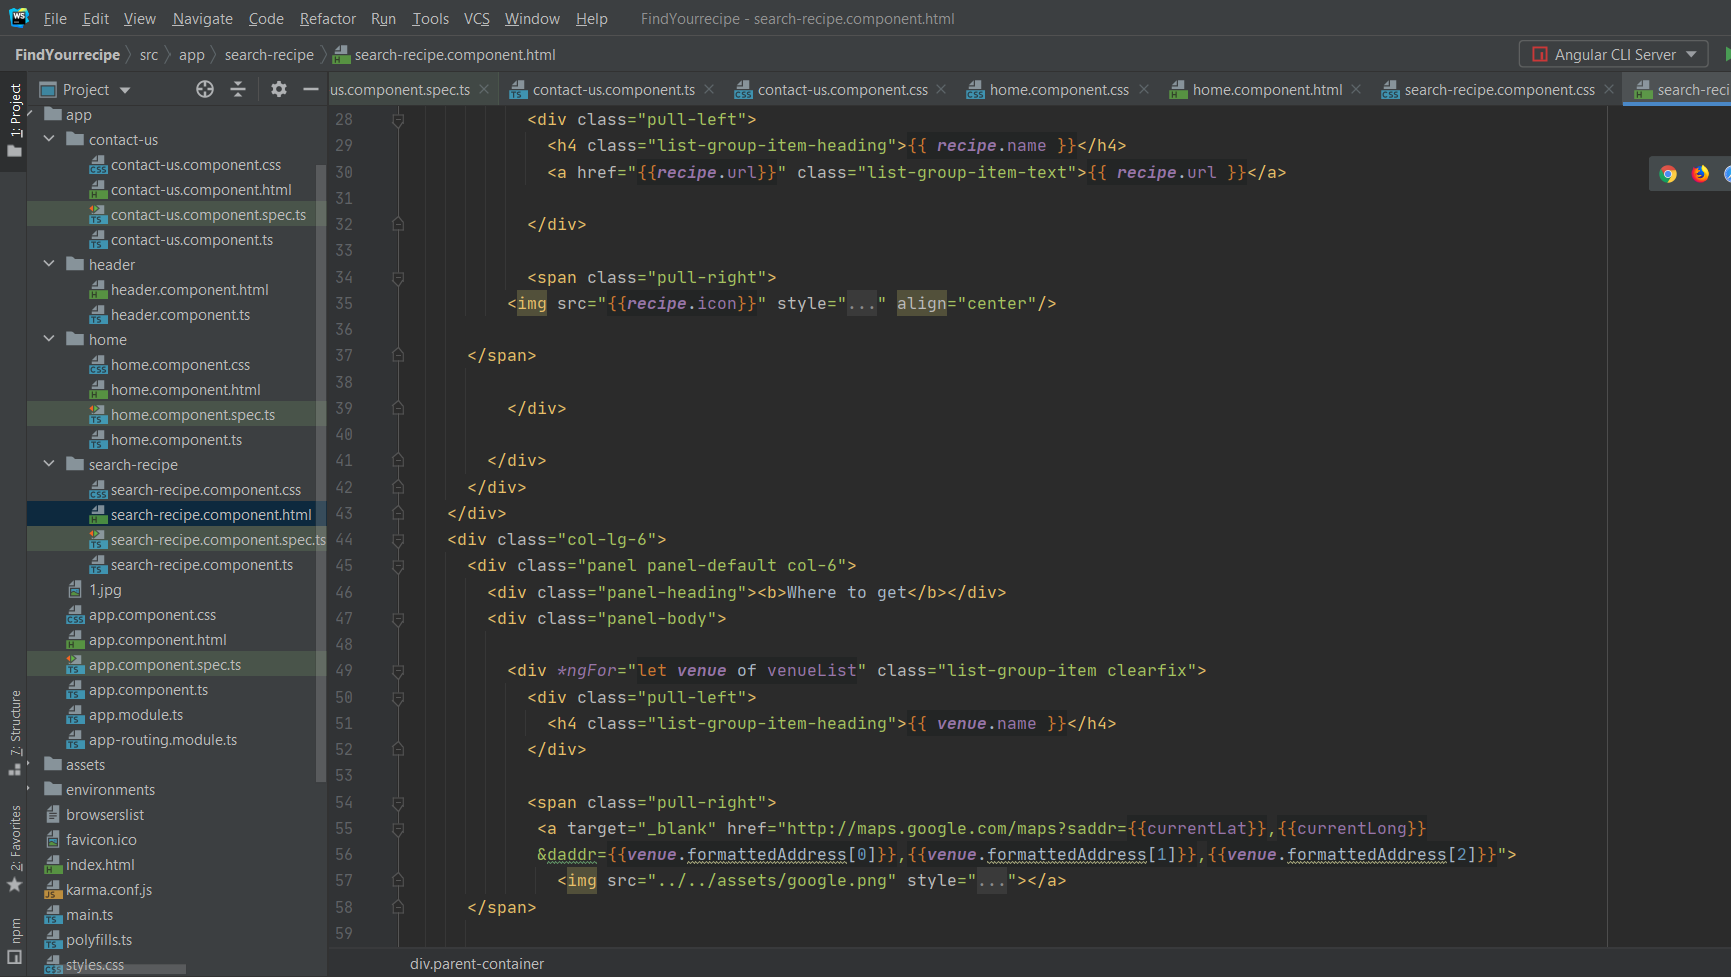 WS File Edit View Navigate Code Refactor Run Tools VCS Window Help FindYourrecipe - search-recipe.component.html
FindYourrecipe src app search-recipe search-recipe.component.html Angular CLI Server
Project us.component.spec.ts contact-us.component.ts contact-us.component.css home.component.css home.component.html search-recipe.component.css search-reci
1: Project
7: Structure
2: Favorites
npm
app
contact-us
contact-us.component.css
contact-us.component.html
contact-us.component.spec.ts
contact-us.component.ts
header
header.component.html
header.component.ts
home
home.component.css
home.component.html
home.component.spec.ts
home.component.ts
search-recipe
search-recipe.component.css
search-recipe.component.html
search-recipe.component.spec.ts
search-recipe.component.ts
1.jpg
app.component.css
app.component.html
app.component.spec.ts
app.component.ts
app.module.ts
app-routing.module.ts
assets
environments
browserslist
favicon.ico
index.html
karma.conf.js
main.ts
polyfills.ts
styles.css
28 <div class="pull-left">
29 <h4 class="list-group-item-heading">{{ recipe.name }}</h4>
30 <a href="{{recipe.url}}" class="list-group-item-text">{{ recipe.url }}</a>
31
32 </div>
33
34 <span class="pull-right">
35 <img src="{{recipe.icon}}" style="..." align="center"/>
36
37 </span>
38
39 </div>
40
41 </div>
42 </div>
43 </div>
44 <div class="col-lg-6">
45 <div class="panel panel-default col-6">
46 <div class="panel-heading"><b>Where to get</b></div>
47 <div class="panel-body">
48
49 <div *ngFor="let venue of venueList" class="list-group-item clearfix">
50 <div class="pull-left">
51 <h4 class="list-group-item-heading">{{ venue.name }}</h4>
52 </div>
53
54 <span class="pull-right">
55 <a target="_blank" href="http://maps.google.com/maps?saddr={{currentLat}},{{currentLong}}
56 &daddr={{venue.formattedAddress[0]}},{{venue.formattedAddress[1]}},{{venue.formattedAddress[2]}}">
57 <img src="../../assets/google.png" style="..."></a>
58 </span>
59
div.parent-container